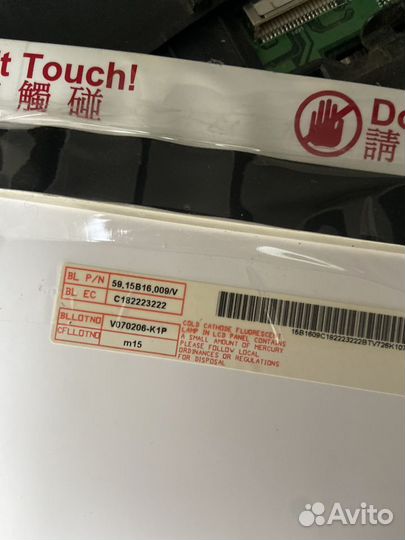 't Touch!
觸碰
Do
請
BL P/N 59,15B16,009/V
BL EC C182223222
BLLOTNO V070206-K1P
CFLLOTNO m15
COLD CATHODE FLUORESCENT
LAMP IN LCD PANEL CONTAINS
A SMALL AMOUNT OF MERCURY
PLEASE FOLLOW LOCAL
ORDINANCES OR REGULATIONS
FOR DISPOSAL
15B1609C182223222BTV726K107
Avito